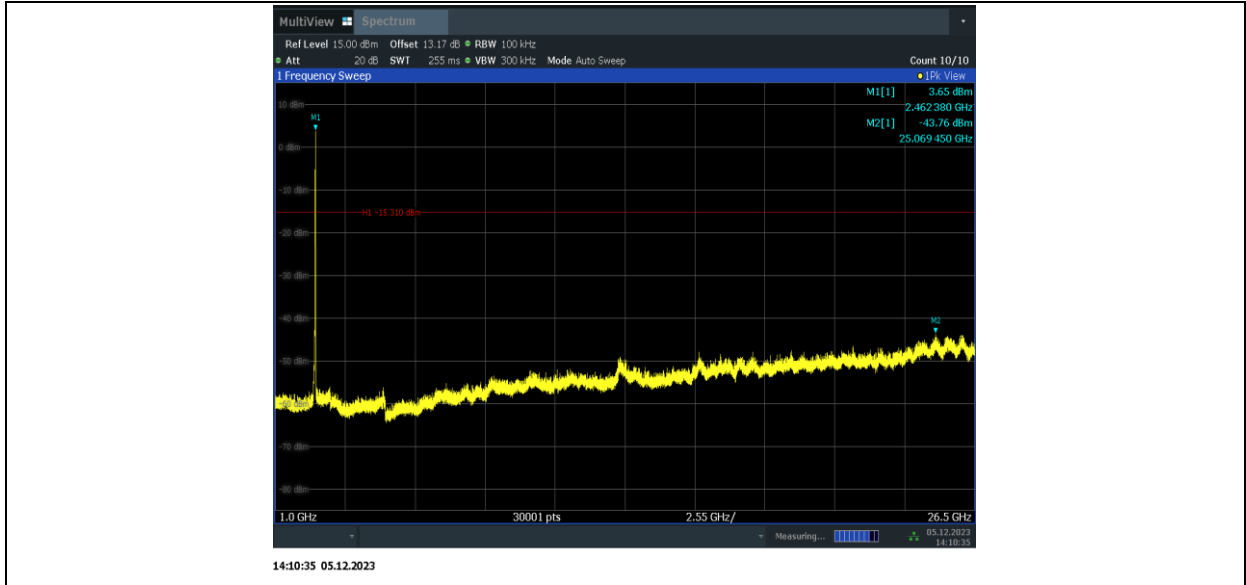 MultiView Spectrum
Ref Level 15.00 dBm Offset 13.17 dB RBW 100 kHz
Att 20 dB SWT 255 ms VBW 300 kHz Mode Auto Sweep Count 10/10
1 Frequency Sweep 1Pk View
M1[1] 3.65 dBm
2.462 380 GHz
M2[1] -43.76 dBm
25.069 450 GHz
10 dBm
M1
0 dBm
-10 dBm
H1 -15.310 dBm
-20 dBm
-30 dBm
-40 dBm
M2
-50 dBm
-60 dBm
-70 dBm
-80 dBm
1.0 GHz 30001 pts 2.55 GHz/ 26.5 GHz
Measuring... 05.12.2023
14:10:35
14:10:35 05.12.2023